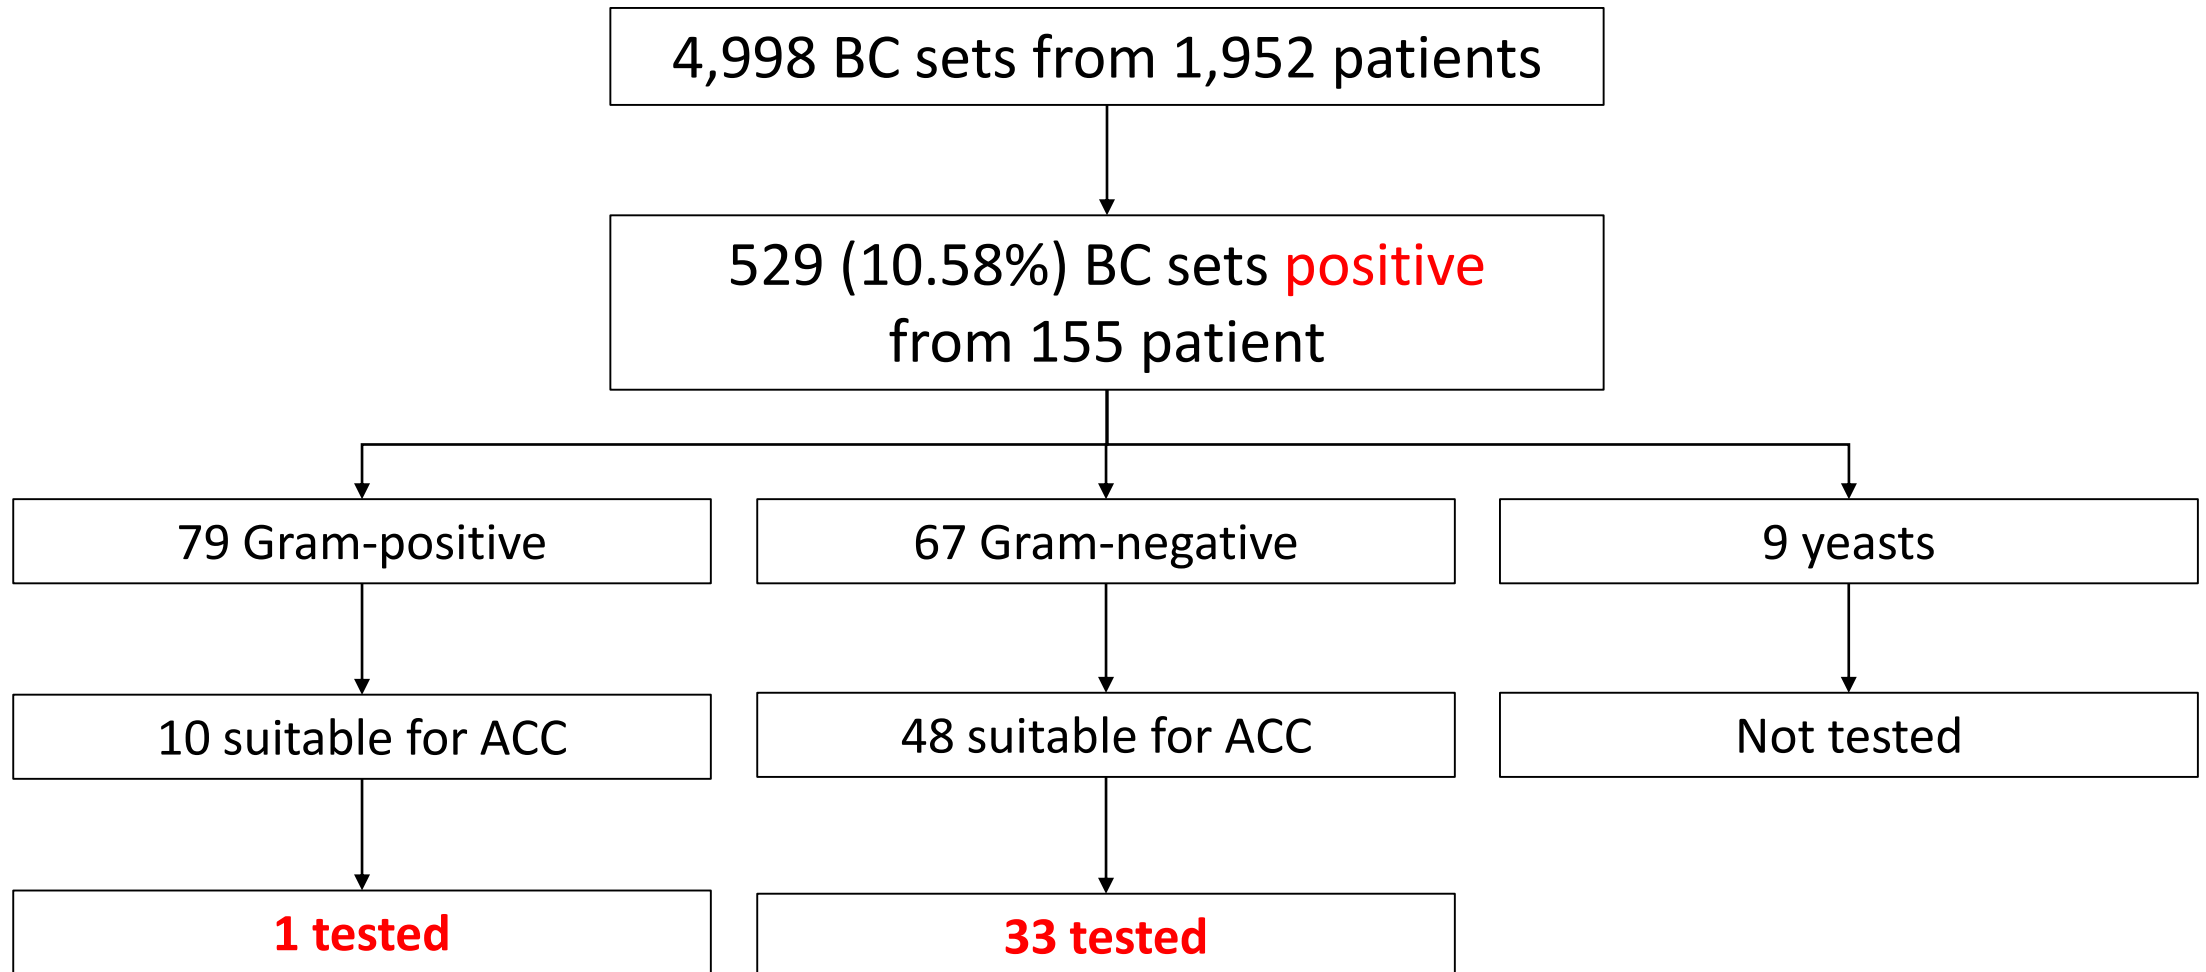 4,998 BC sets from 1,952 patients
529 (10.58%) BC sets positive
from 155 patient
79 Gram-positive
67 Gram-negative
9 yeasts
10 suitable for ACC
48 suitable for ACC
Not tested
1 tested
33 tested